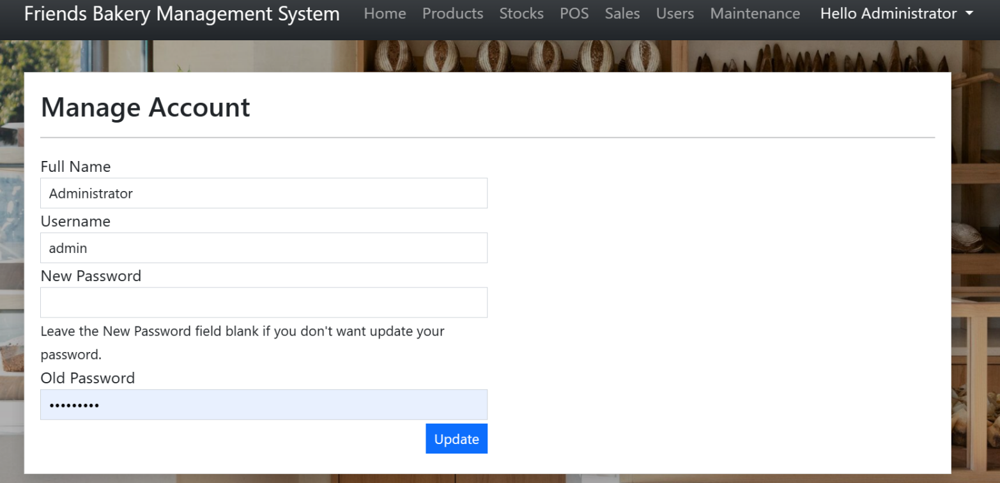 Friends Bakery Management System Home Products Stocks POS Sales Users Maintenance Hello Administrator
Manage Account
Full Name
Administrator
Username
admin
New Password
Leave the New Password field blank if you don't want update your
password.
Old Password
•••••••••
Update